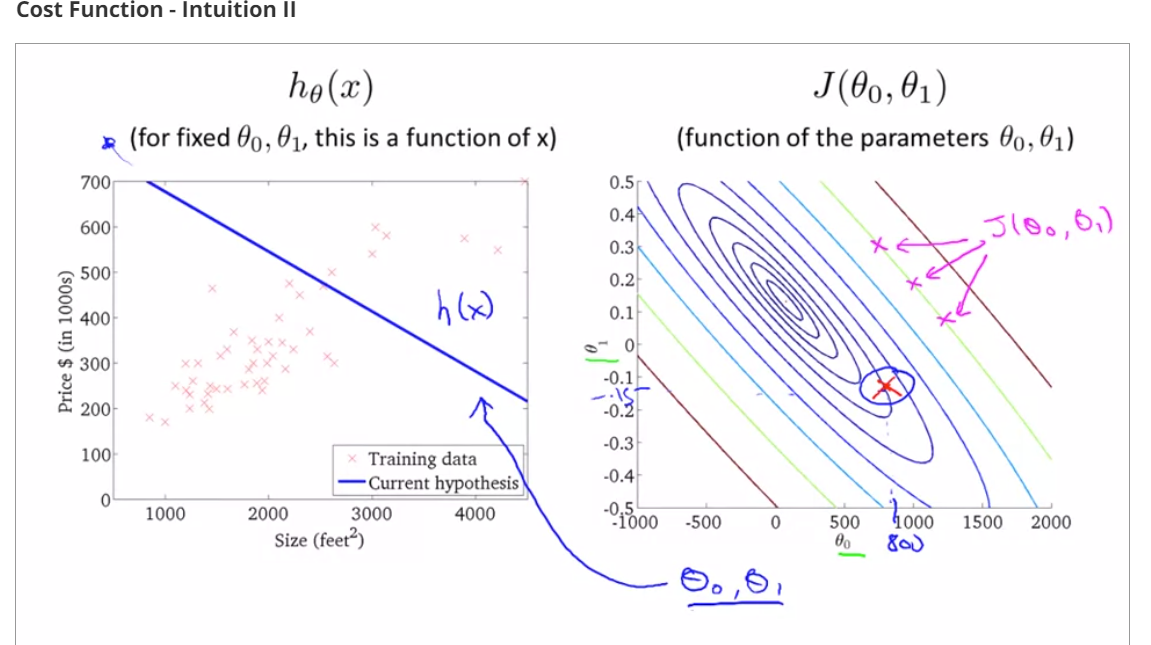 Cost Function - Intuition II
hθ(x)
(for fixed θ0, θ1, this is a function of x)
700
600
500
400
300
200
100
0
Price $ (in 1000s)
1000 2000 3000 4000
Size (feet²)
h(x)
Training data
Current hypothesis
J(θ0, θ1)
(function of the parameters θ0, θ1)
0.5
0.4
0.3
0.2
0.1
0
-0.1
-.15
-0.2
-0.3
-0.4
-0.5
θ1
-1000 -500 0 500 1000 1500 2000
θ0
800
J(θ0, θ1)
θ0, θ1